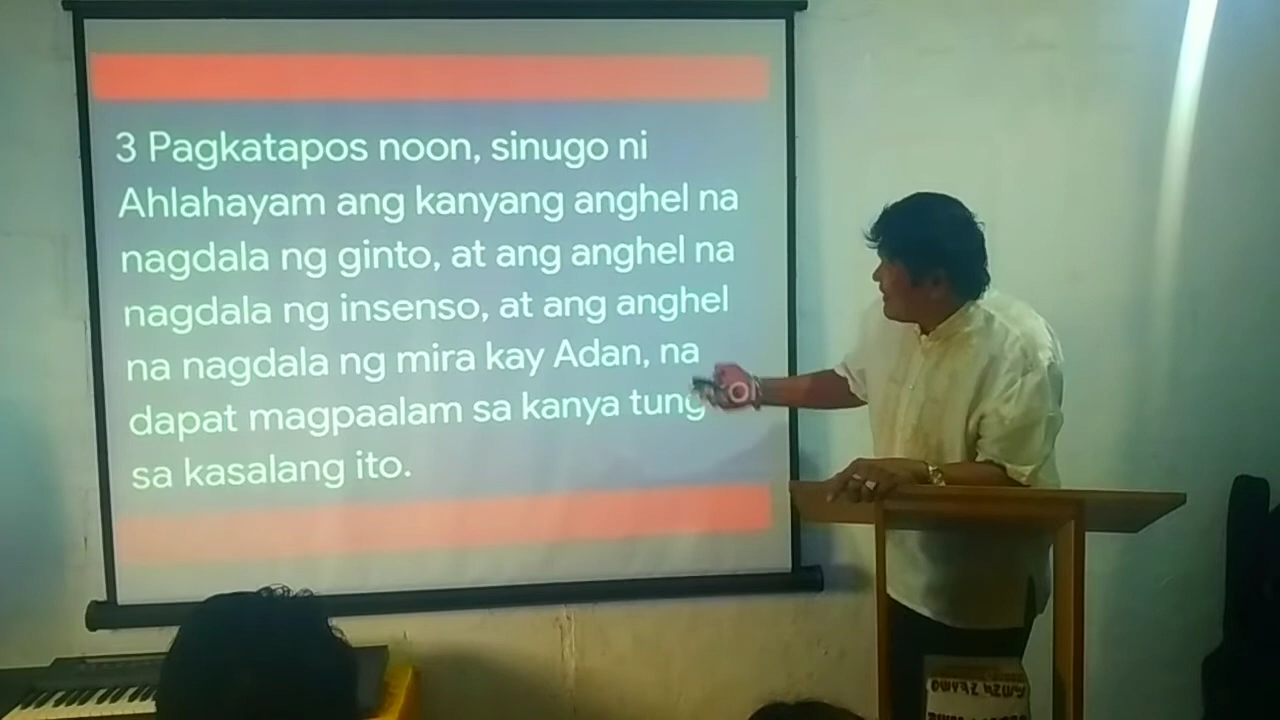 3 Pagkatapos noon, sinugo ni
Ahlahayam ang kanyang anghel na
nagdala ng ginto, at ang anghel na
nagdala ng insenso, at ang anghel
na nagdala ng mira kay Adan, na
dapat magpaalam sa kanya tung
sa kasalang ito.